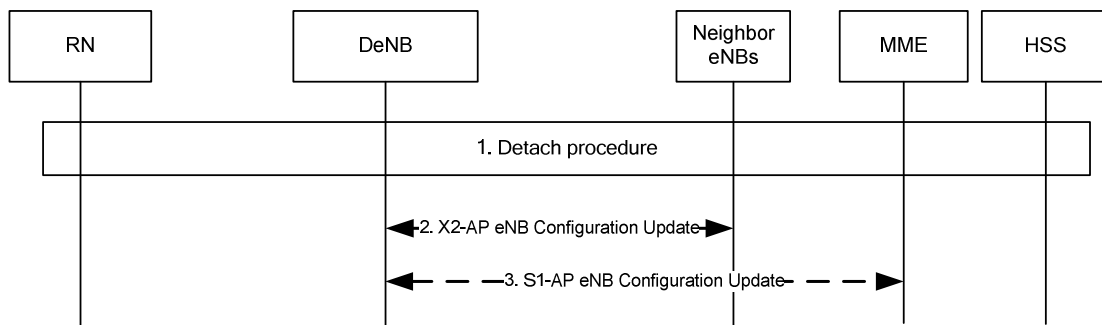 RN
DeNB
Neighbor
eNBs
MME
HSS
1. Detach procedure
2. X2-AP eNB Configuration Update
3. S1-AP eNB Configuration Update